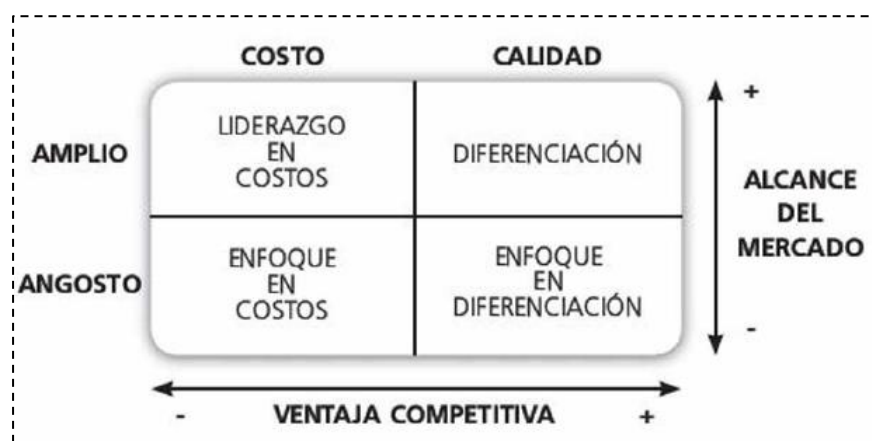 COSTO
CALIDAD
AMPLIO
LIDERAZGO
EN
COSTOS
DIFERENCIACIÓN
+
ALCANCE
DEL
MERCADO
-
ANGOSTO
ENFOQUE
EN
COSTOS
ENFOQUE
EN
DIFERENCIACIÓN
- VENTAJA COMPETITIVA +